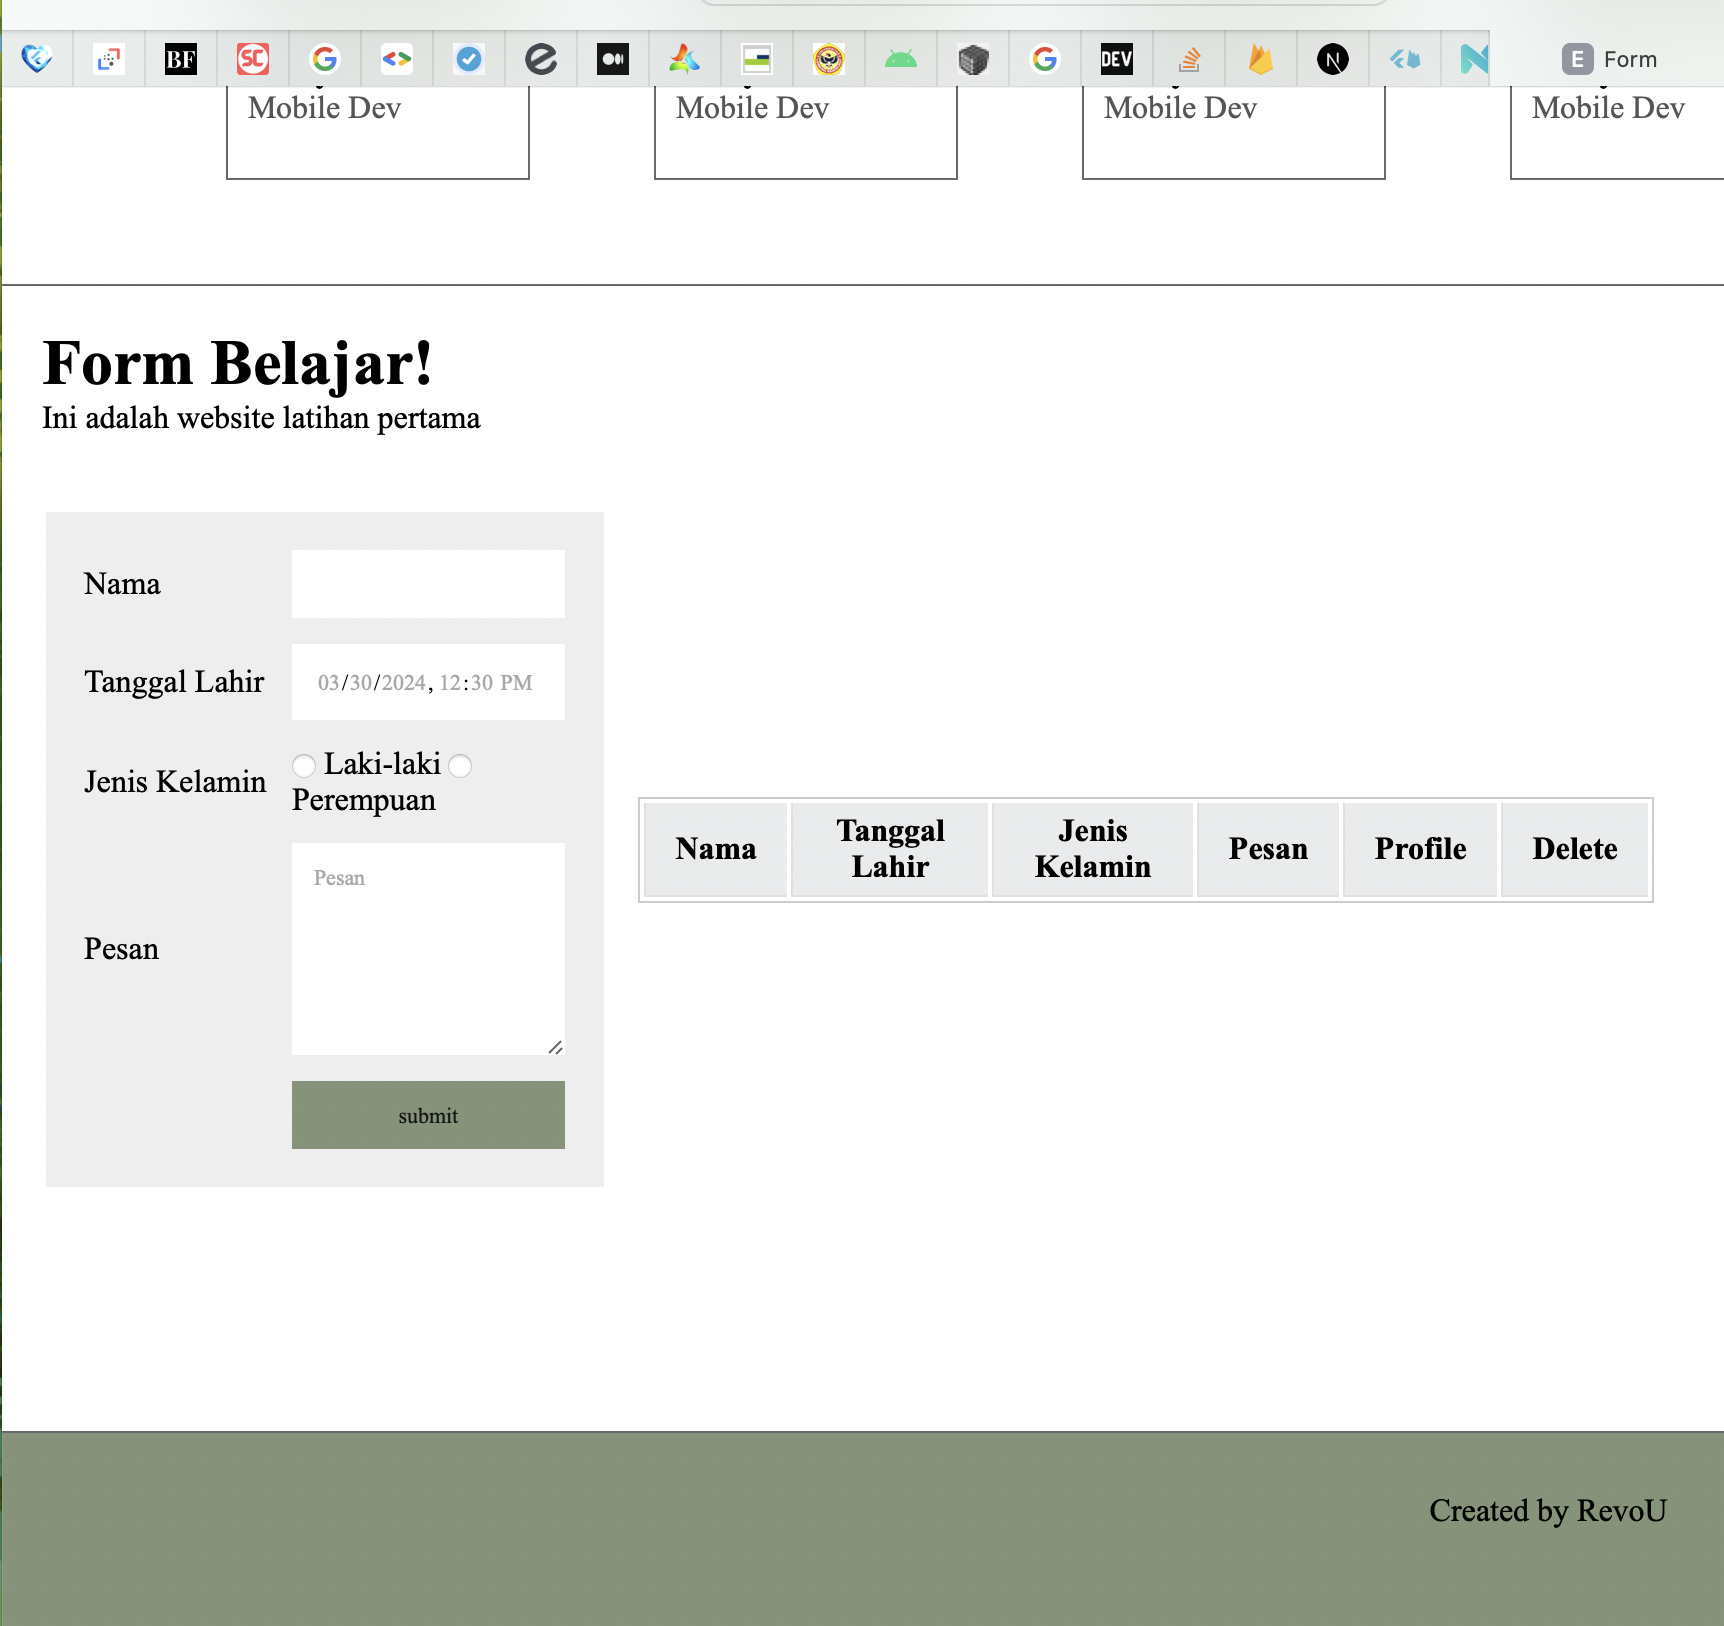 BF
SC
DEV
N
E Form
Mobile Dev Mobile Dev Mobile Dev Mobile Dev
Form Belajar!
Ini adalah website latihan pertama
Nama
Tanggal Lahir 03/30/2024, 12:30 PM
Jenis Kelamin Laki-laki
Perempuan
Pesan
Pesan
submit
Nama Tanggal Lahir Jenis Kelamin Pesan Profile Delete
Created by RevoU